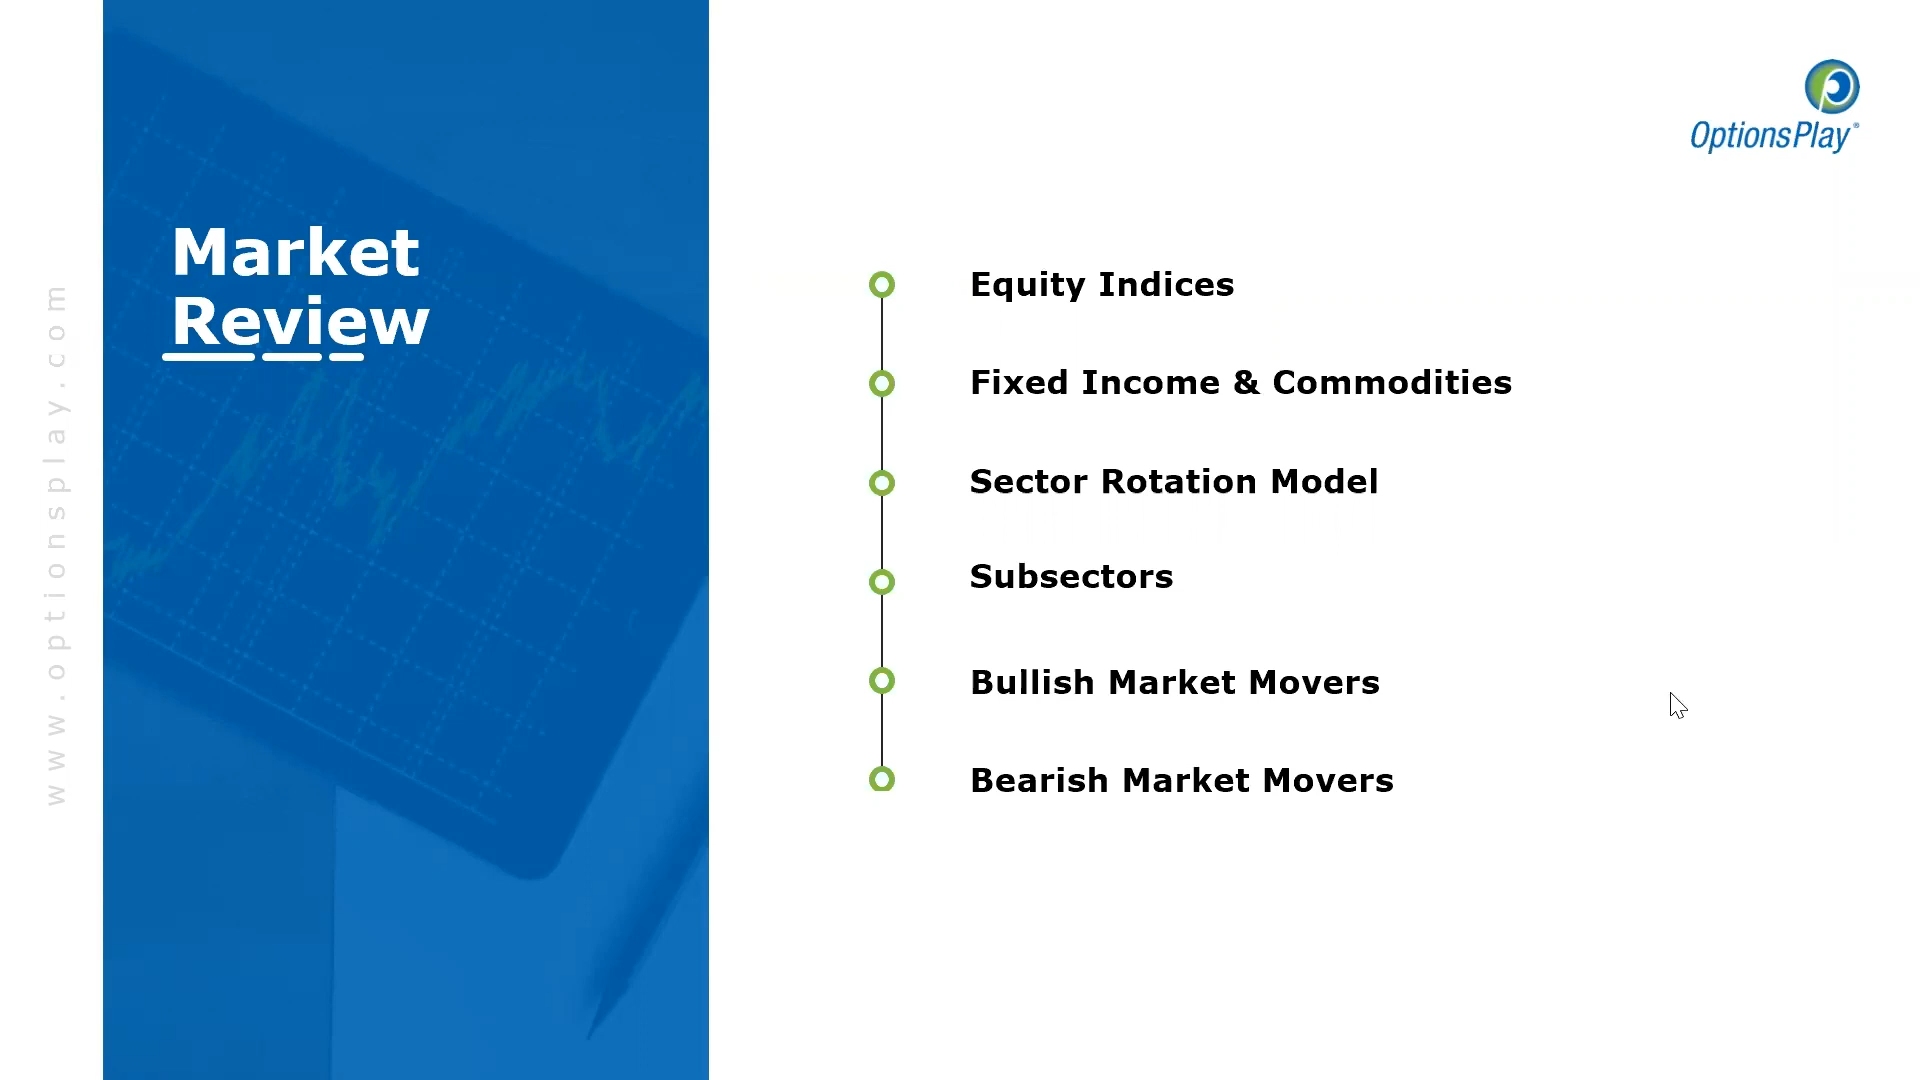 www.optionsplay.com
Market
Review
OptionsPlay®
Equity Indices
Fixed Income & Commodities
Sector Rotation Model
Subsectors
Bullish Market Movers
Bearish Market Movers